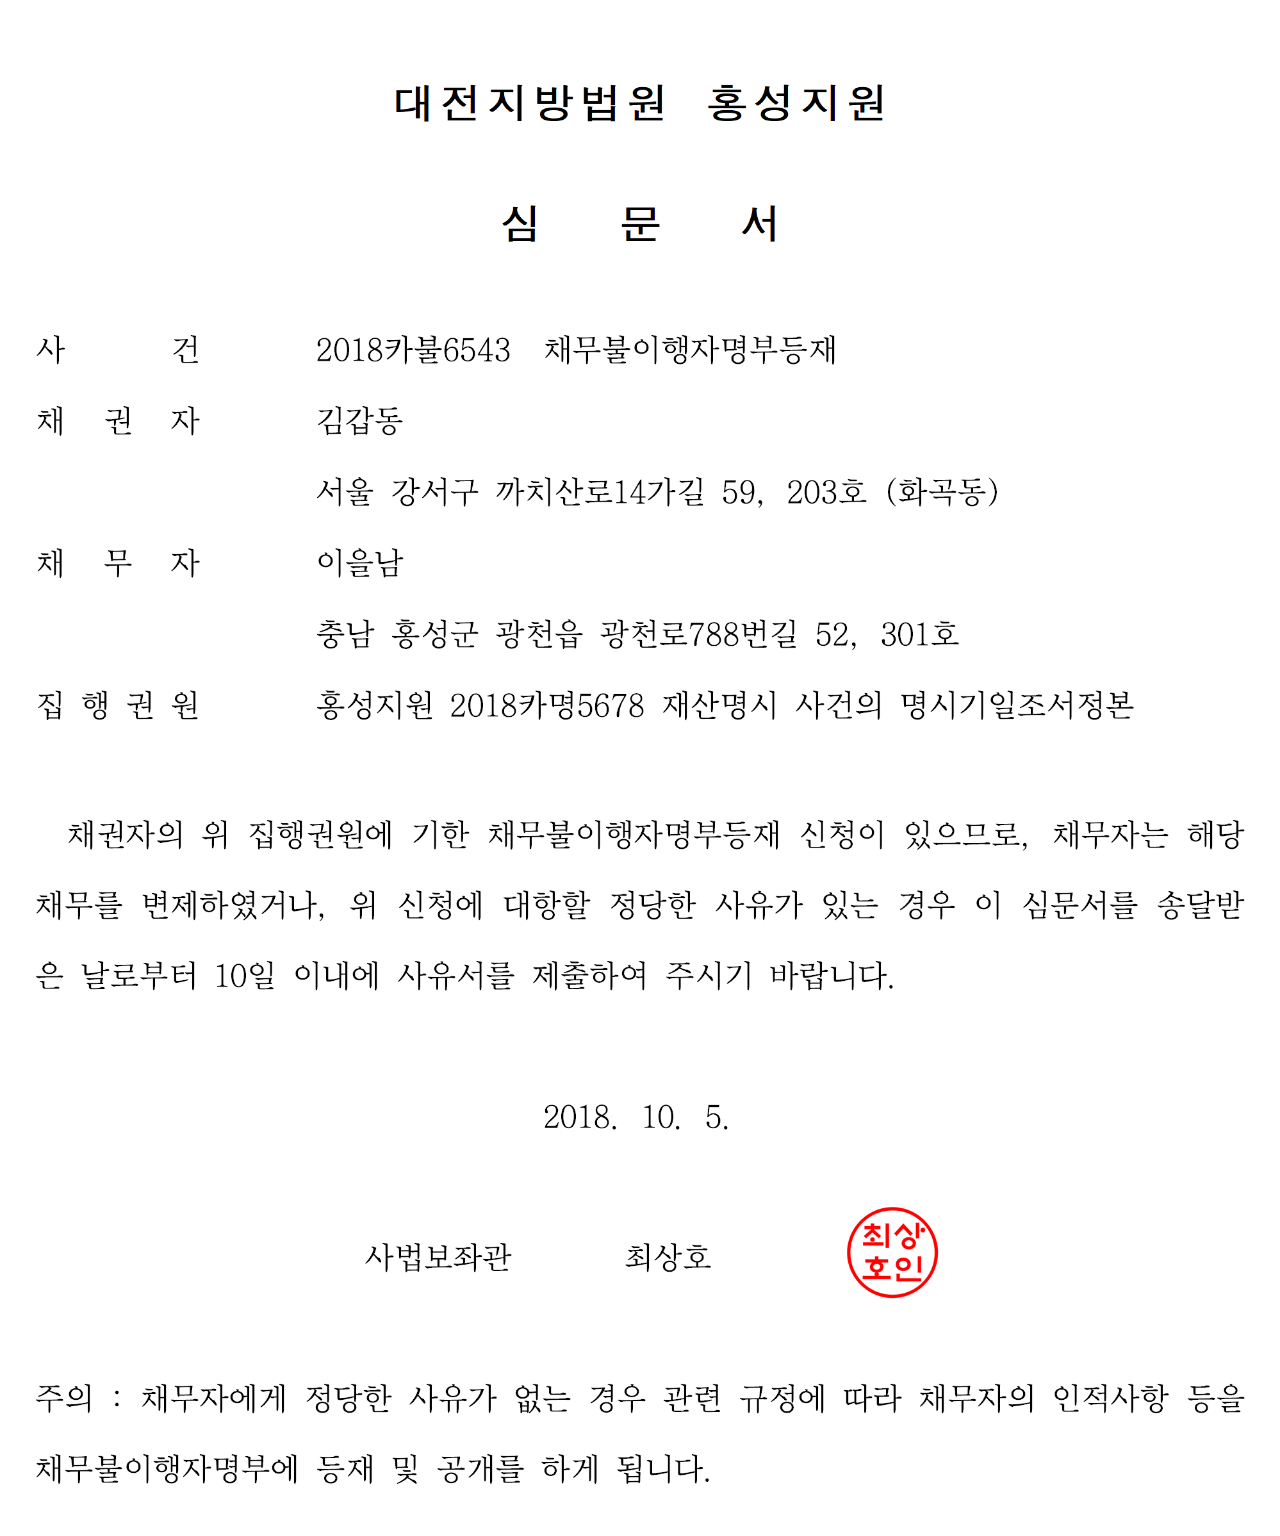 대전지방법원 홍성지원
심 문 서
사 건 2018카불6543 채무불이행자명부등재
채 권 자 김갑동
서울 강서구 까치산로14가길 59, 203호 (화곡동)
채 무 자 이을남
충남 홍성군 광천읍 광천로788번길 52, 301호
집 행 권 원 홍성지원 2018카명5678 재산명시 사건의 명시기일조서정본
채권자의 위 집행권원에 기한 채무불이행자명부등재 신청이 있으므로, 채무자는 해당
채무를 변제하였거나, 위 신청에 대항할 정당한 사유가 있는 경우 이 심문서를 송달받
은 날로부터 10일 이내에 사유서를 제출하여 주시기 바랍니다.
2018. 10. 5.
사법보좌관 최상호
최상
호인
주의 : 채무자에게 정당한 사유가 없는 경우 관련 규정에 따라 채무자의 인적사항 등을
채무불이행자명부에 등재 및 공개를 하게 됩니다.